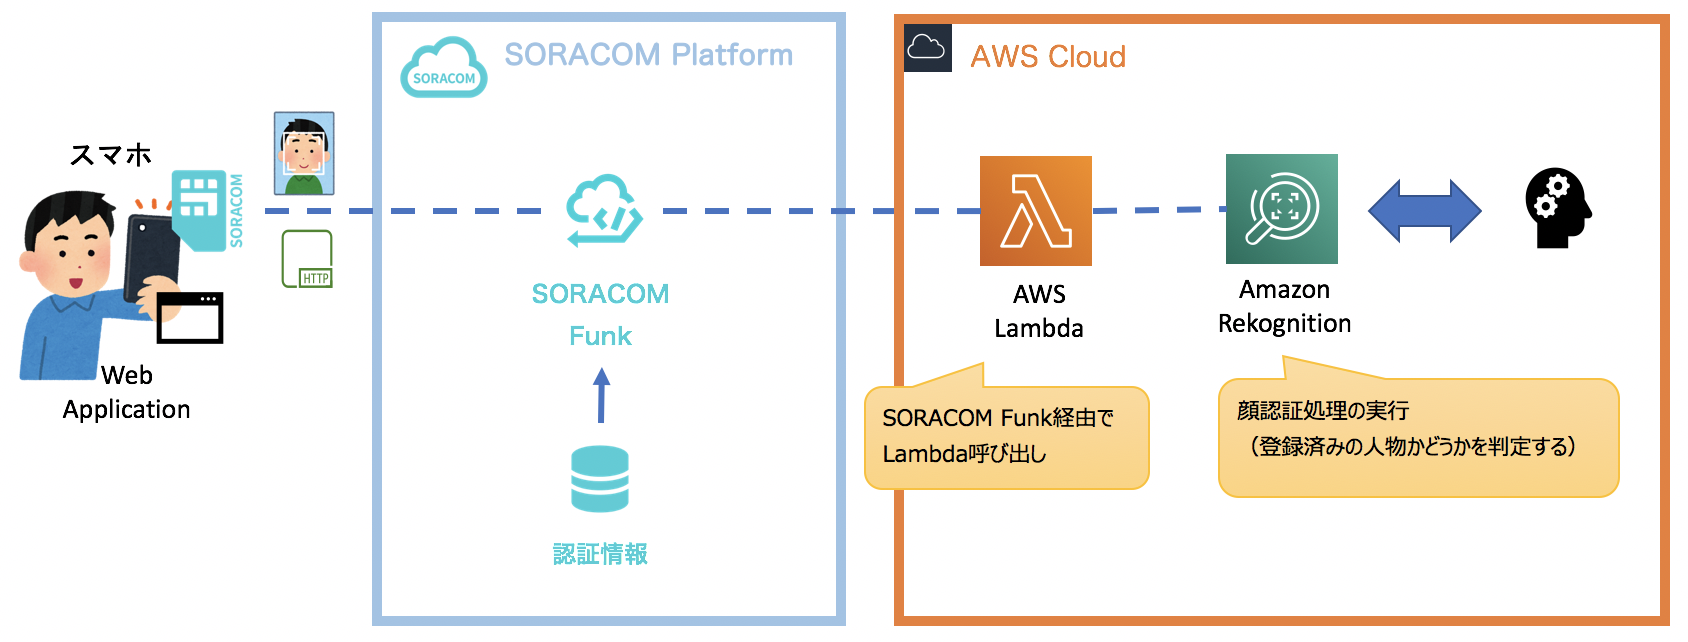 SORACOM
SORACOM Platform
AWS Cloud
スマホ
SORACOM
HTTP
Web
Application
SORACOM
Funk
認証情報
AWS
Lambda
Amazon
Rekognition
SORACOM Funk経由で
Lambda呼び出し
顔認証処理の実行
（登録済みの人物かどうかを判定する）